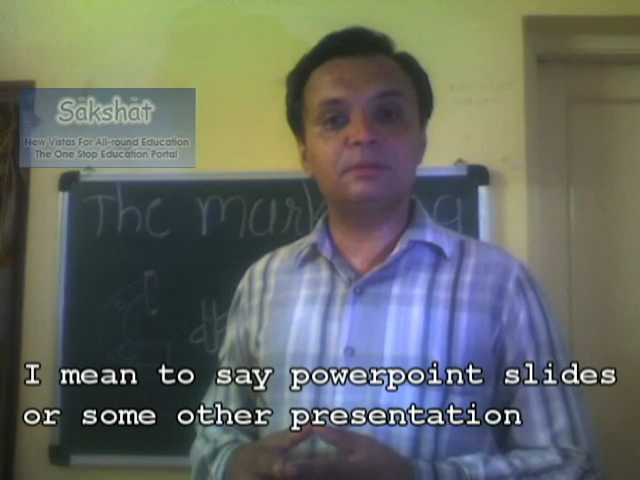 Sakshat
New Vistas For All-round Education
The One Stop Education Portal
The
I mean to say powerpoint slides
or some other presentation